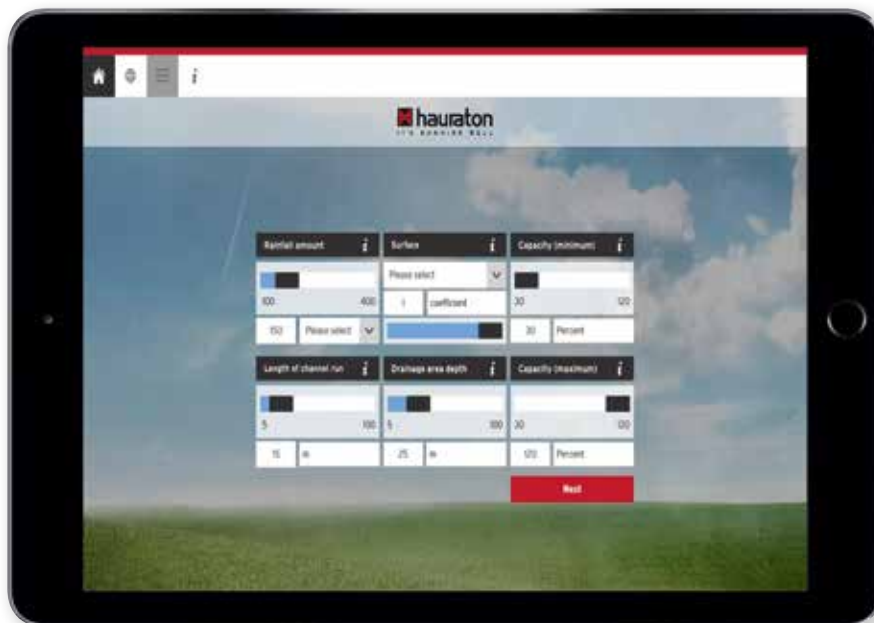 i
hauraton
Rainfall amount i
100 400
150 Please select
Surface i
Please select
1 coefficient
Capacity (minimum) i
30 120
30 Percent
Length of channel run i
5 100
15 m
Drainage area depth i
5 100
25 m
Capacity (maximum) i
30 120
120 Percent
Next